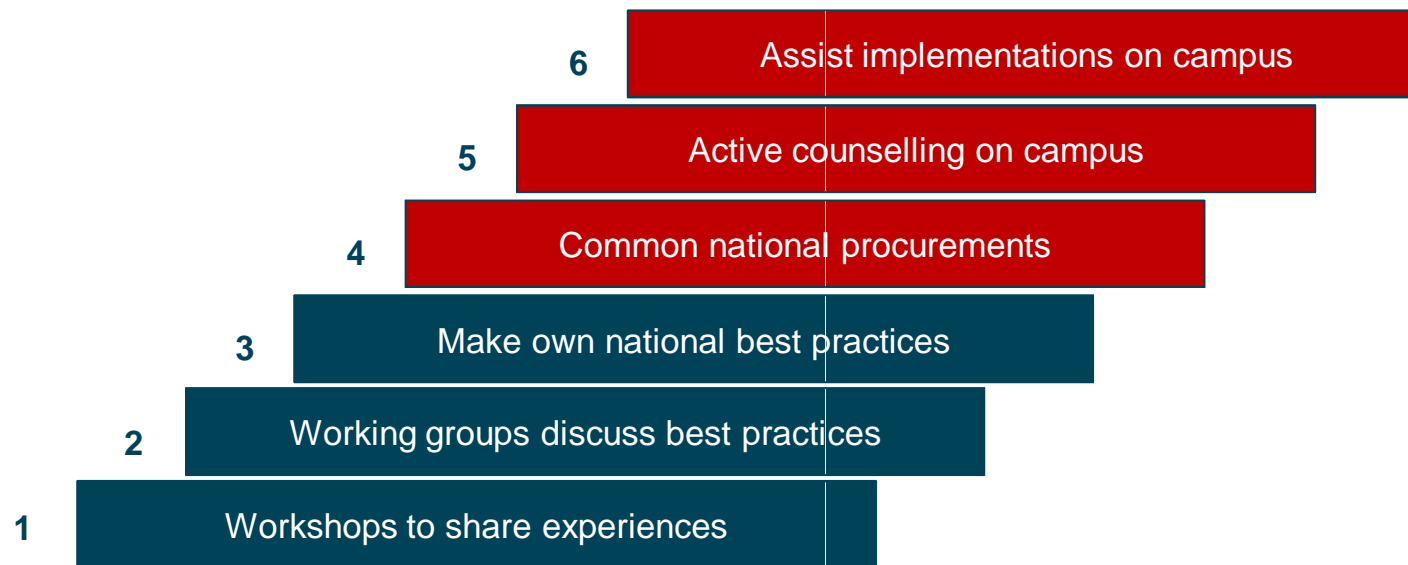 6 Assist implementations on campus
5 Active counselling on campus
4 Common national procurements
3 Make own national best practices
2 Working groups discuss best practices
1 Workshops to share experiences